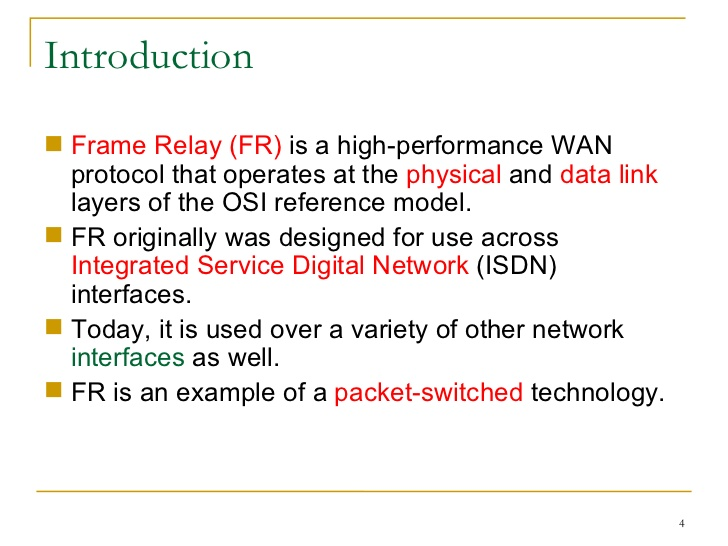 Introduction
Frame Relay (FR) is a high-performance WAN
protocol that operates at the physical and data link
layers of the OSI reference model.
FR originally was designed for use across
Integrated Service Digital Network (ISDN)
interfaces.
Today, it is used over a variety of other network
interfaces as well.
FR is an example of a packet-switched technology.
4